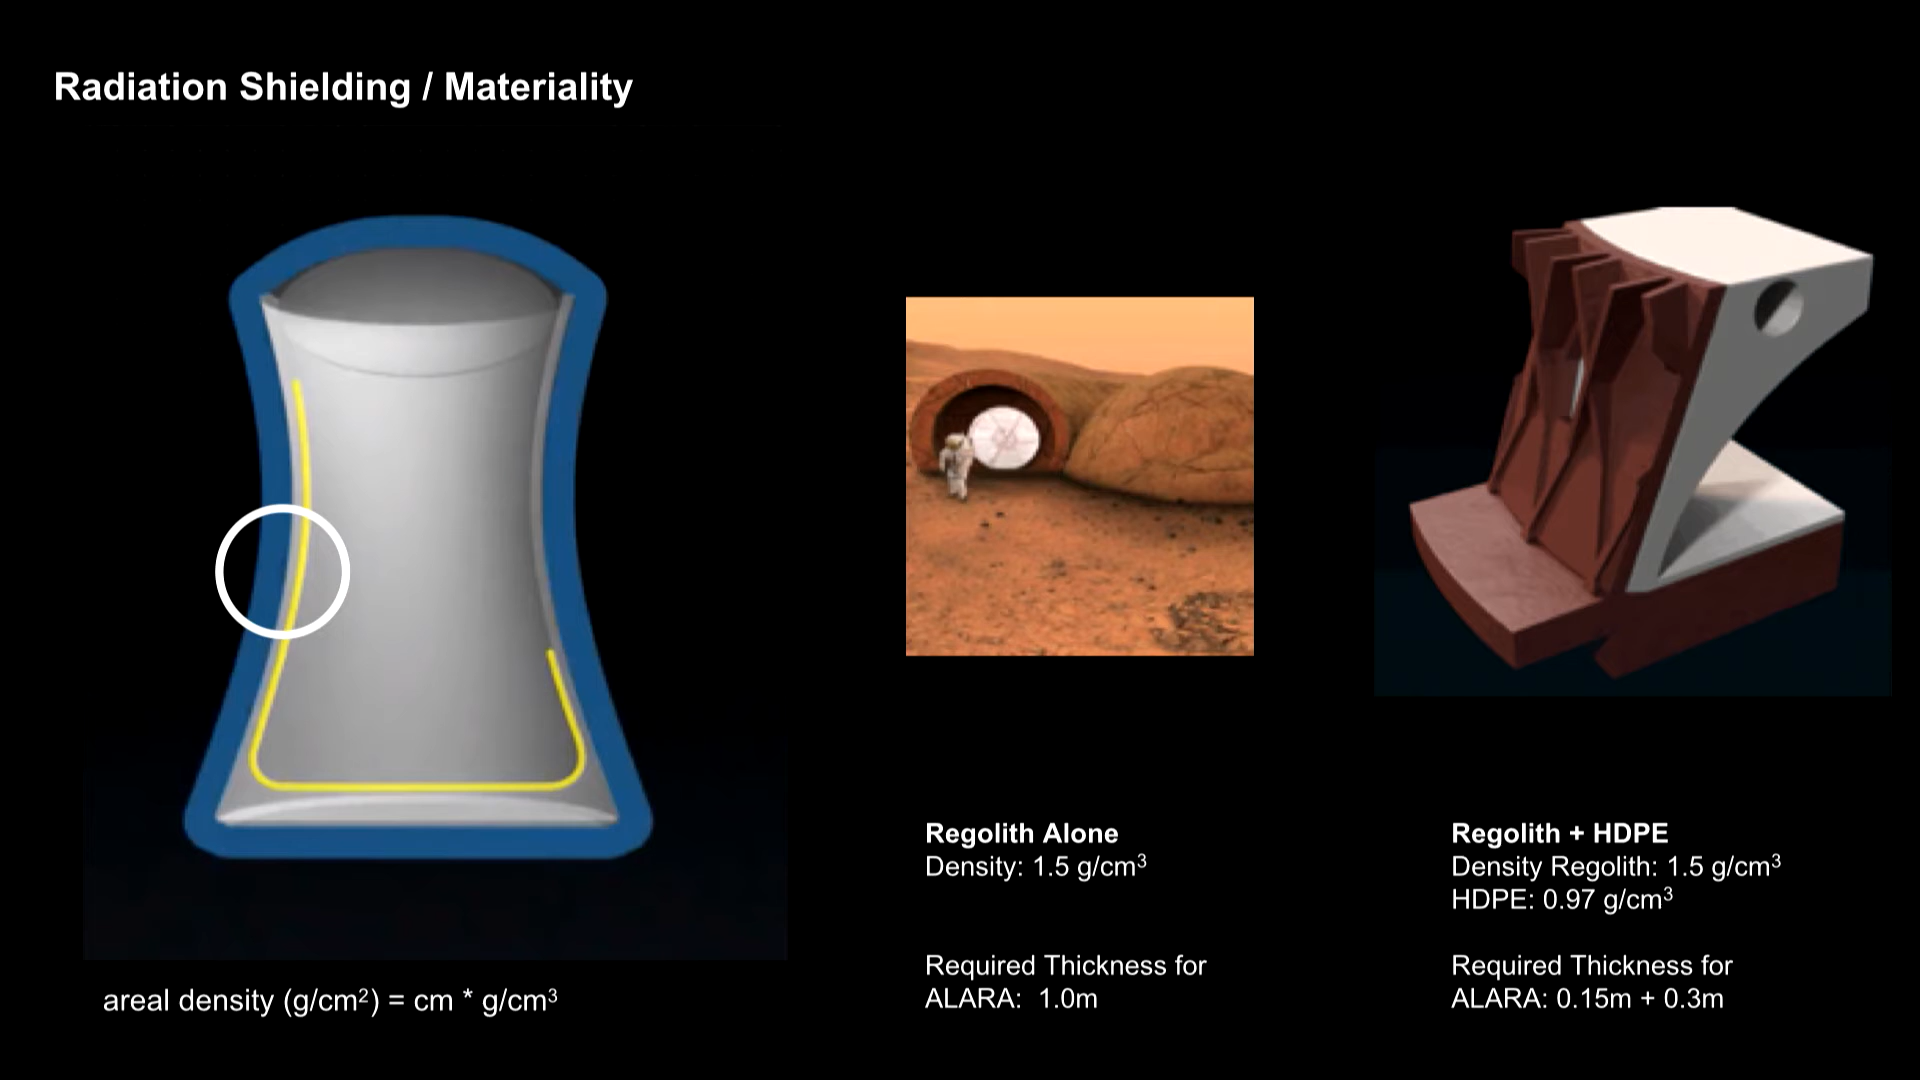 Radiation Shielding / Materiality
areal density (g/cm²) = cm * g/cm³
Regolith Alone
Density: 1.5 g/cm³
Required Thickness for
ALARA:  1.0m
Regolith + HDPE
Density Regolith: 1.5 g/cm³
HDPE: 0.97 g/cm³
Required Thickness for
ALARA: 0.15m + 0.3m